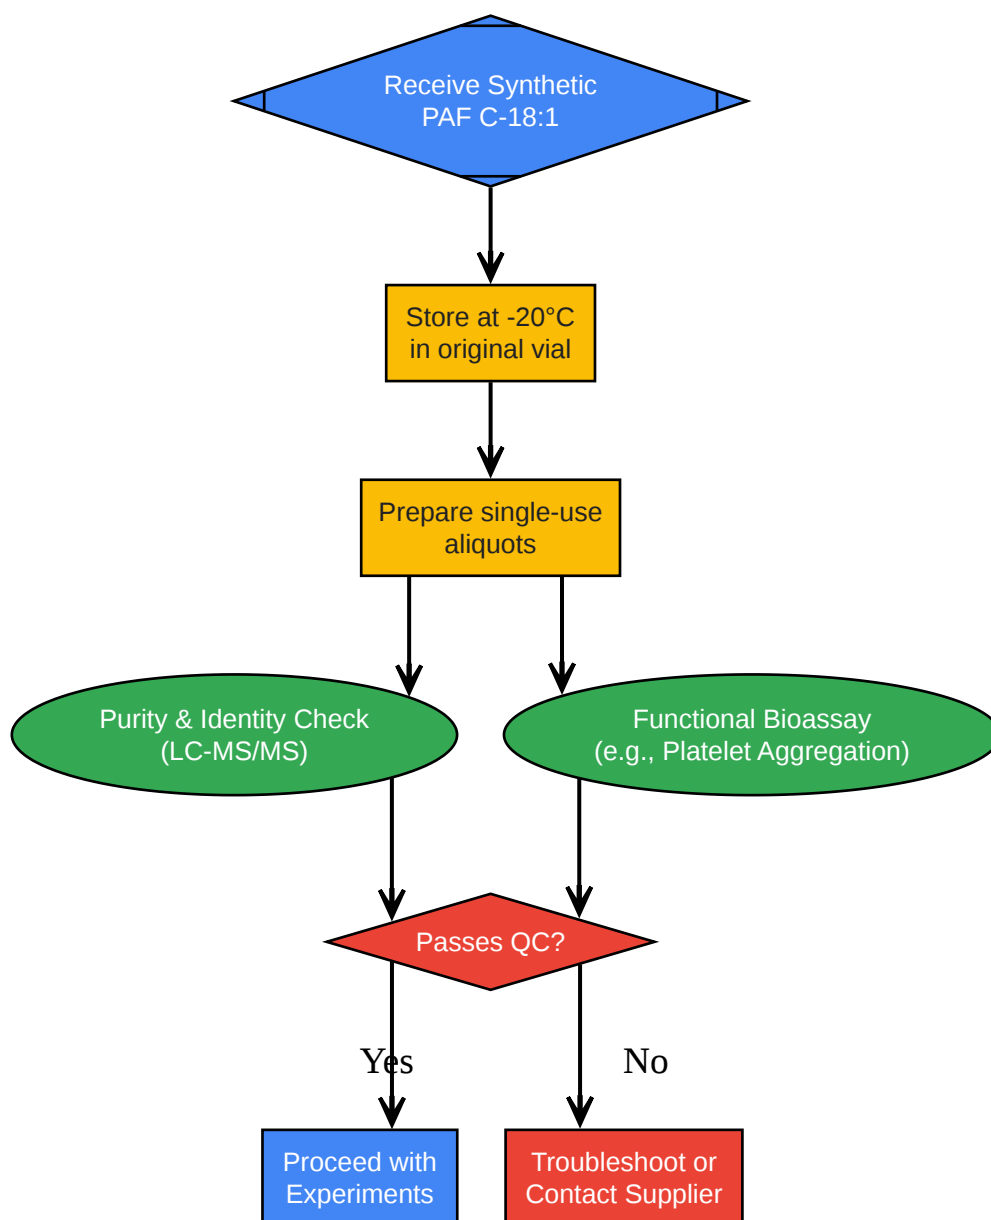 Receive Synthetic
PAF C-18:1
Store at -20°C
in original vial
Prepare single-use
aliquots
Purity & Identity Check
(LC-MS/MS)
Functional Bioassay
(e.g., Platelet Aggregation)
Passes QC?
Yes
No
Proceed with
Experiments
Troubleshoot or
Contact Supplier